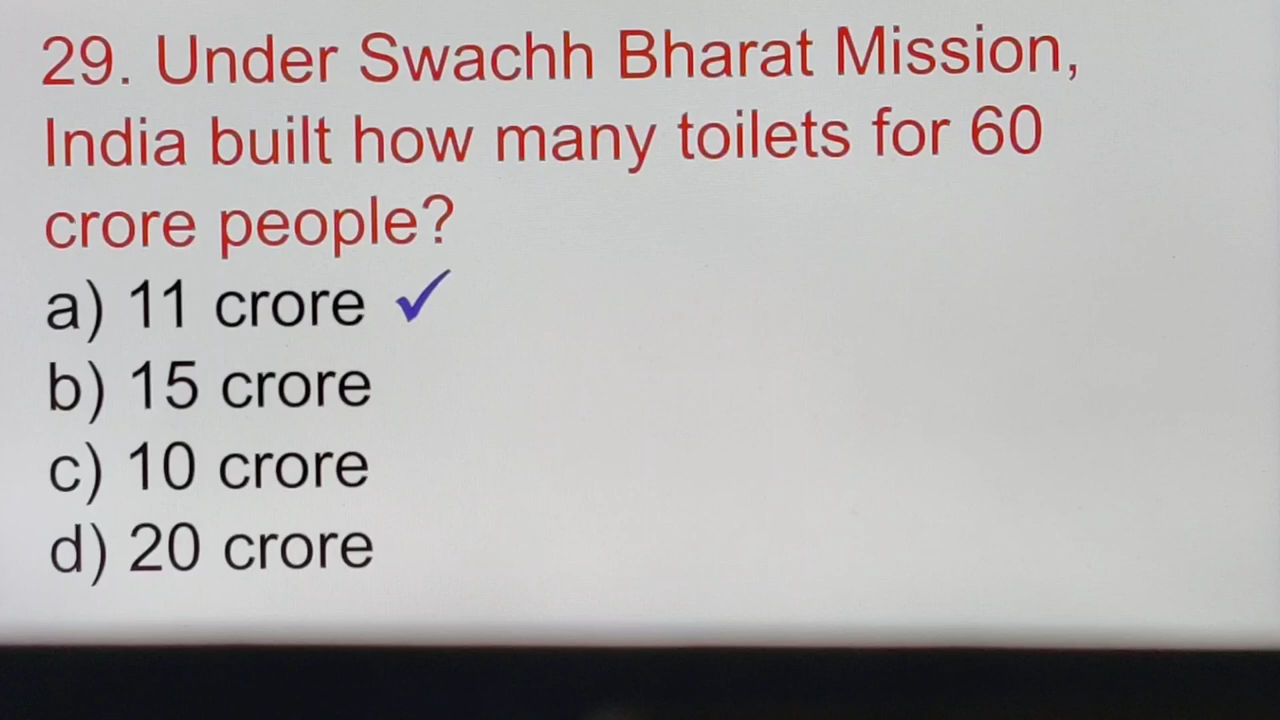 29. Under Swachh Bharat Mission,
India built how many toilets for 60
crore people?
a) 11 crore ✓
b) 15 crore
c) 10 crore
d) 20 crore